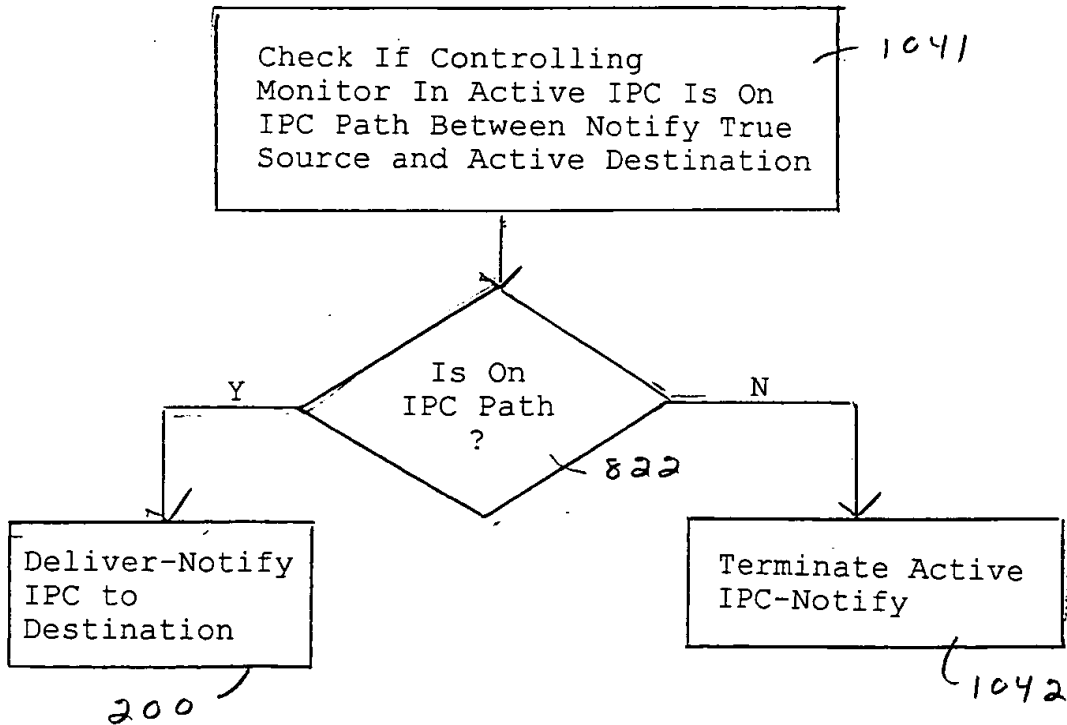 Check If Controlling
Monitor In Active IPC Is On
IPC Path Between Notify True
Source and Active Destination
1041
Is On
IPC Path
?
Y
N
822
Deliver-Notify
IPC to
Destination
200
Terminate Active
IPC-Notify
1042